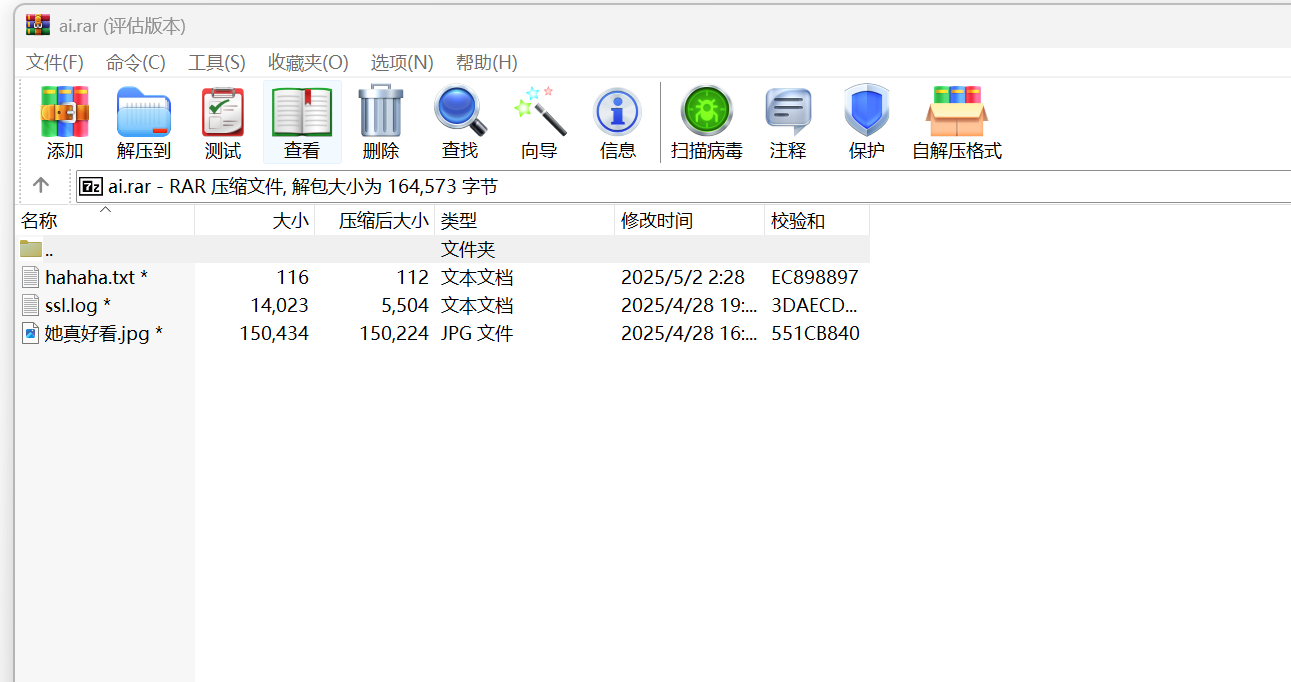 ai.rar (评估版本)
文件(F) 命令(C) 工具(S) 收藏夹(O) 选项(N) 帮助(H)
添加 解压到 测试 查看 删除 查找 向导 信息 扫描病毒 注释 保护 自解压格式
7z ai.rar - RAR 压缩文件, 解包大小为 164,573 字节
名称 大小 压缩后大小 类型 修改时间 校验和
.. 文件夹
hahaha.txt * 116 112 文本文档 2025/5/2 2:28 EC898897
ssl.log * 14,023 5,504 文本文档 2025/4/28 19:... 3DAECD...
她真好看.jpg * 150,434 150,224 JPG 文件 2025/4/28 16:... 551CB840